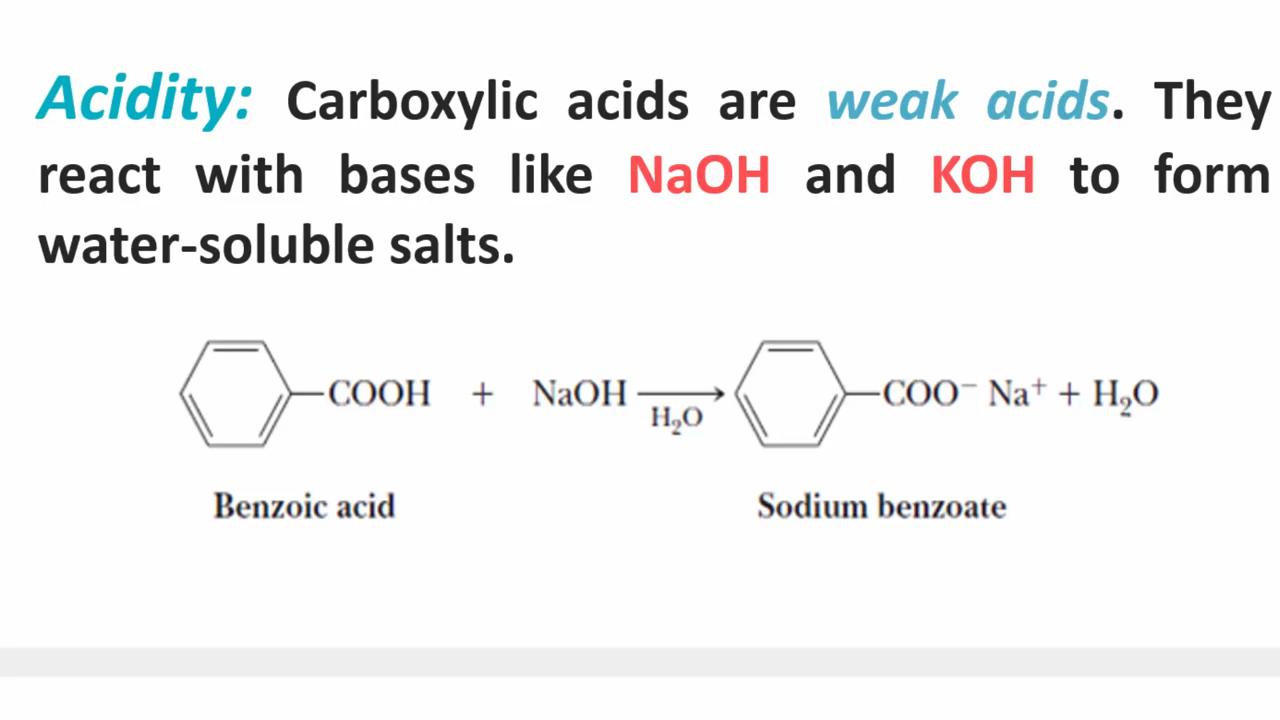 Acidity: Carboxylic acids are weak acids. They
react with bases like NaOH and KOH to form
water-soluble salts.
COOH + NaOH ⟶ COO⁻ Na⁺ + H₂O
H₂O
Benzoic acid Sodium benzoate